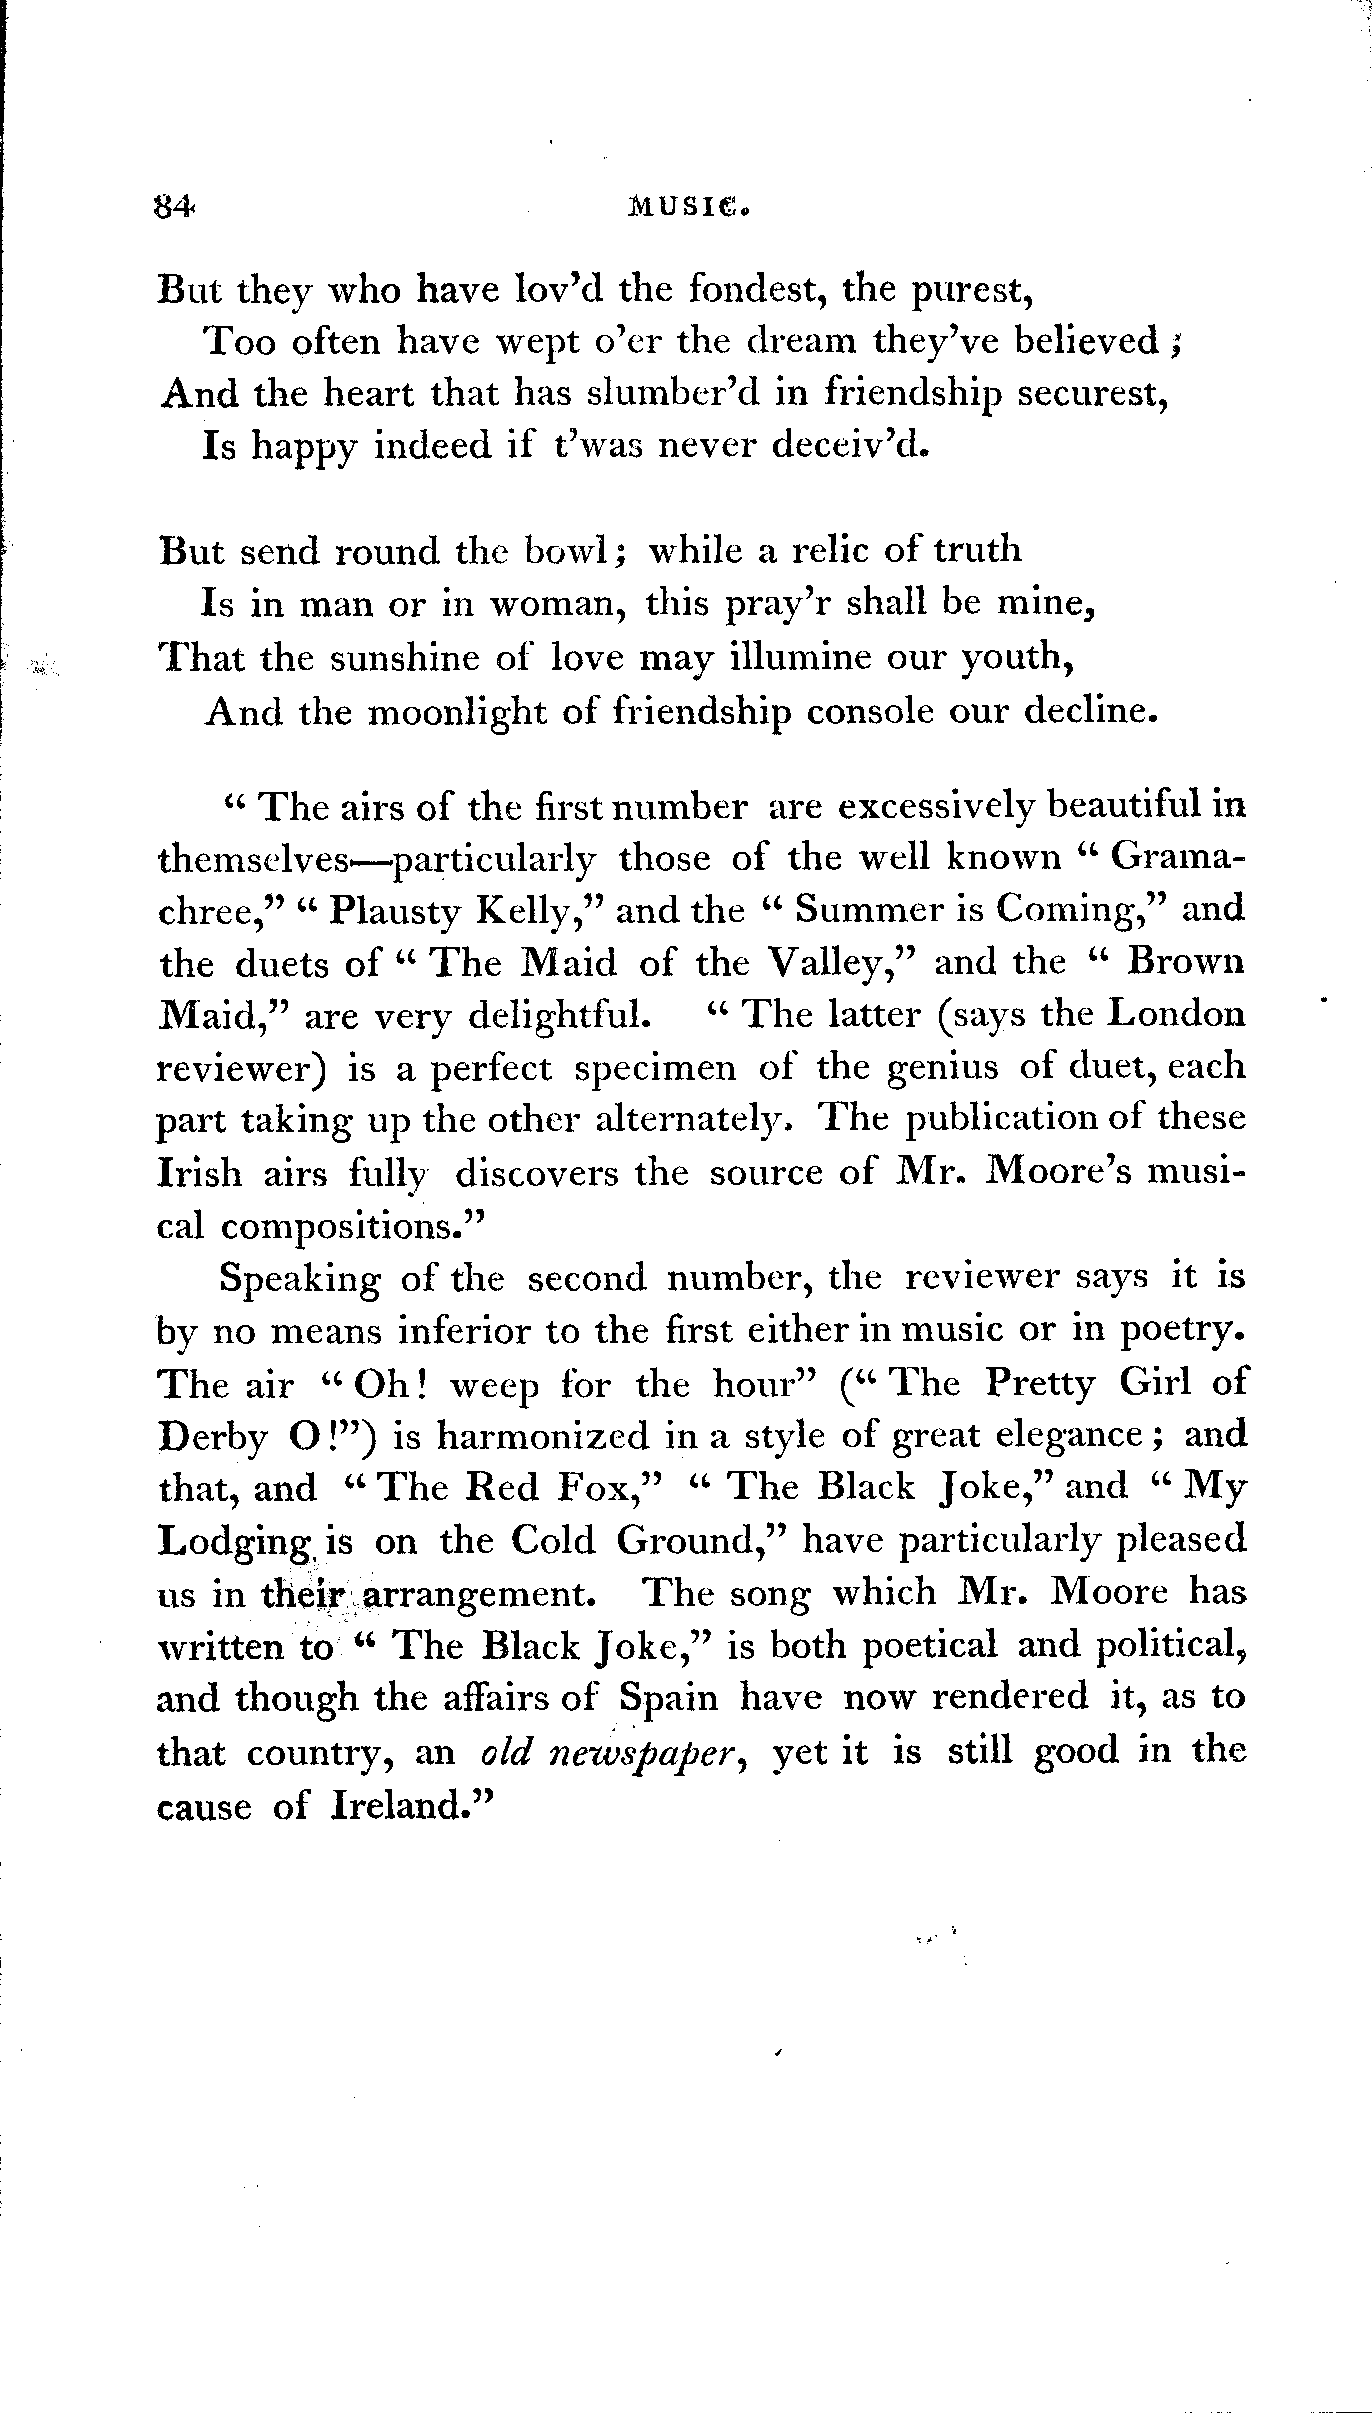 84 MUSIC.
But they who have lov'd the fondest, the purest,
Too often have wept o'er the dream they've believed;
And the heart that has slumber'd in friendship securest,
Is happy indeed if t'was never deceiv'd.
But send round the bowl; while a relic of truth
Is in man or in woman, this pray'r shall be mine,
That the sunshine of love may illumine our youth,
And the moonlight of friendship console our decline.
“ The airs of the first number are excessively beautiful in
themselves—particularly those of the well known “ Grama-
chree,” “ Plausty Kelly,” and the “ Summer is Coming,” and
the duets of “ The Maid of the Valley,” and the “ Brown
Maid,” are very delightful. “ The latter (says the London
reviewer) is a perfect specimen of the genius of duet, each
part taking up the other alternately. The publication of these
Irish airs fully discovers the source of Mr. Moore's musi-
cal compositions.”
Speaking of the second number, the reviewer says it is
by no means inferior to the first either in music or in poetry.
The air “ Oh! weep for the hour” (“ The Pretty Girl of
Derby O!”) is harmonized in a style of great elegance; and
that, and “ The Red Fox,” “ The Black Joke,” and “ My
Lodging is on the Cold Ground,” have particularly pleased
us in their arrangement. The song which Mr. Moore has
written to “ The Black Joke,” is both poetical and political,
and though the affairs of Spain have now rendered it, as to
that country, an old newspaper, yet it is still good in the
cause of Ireland.”